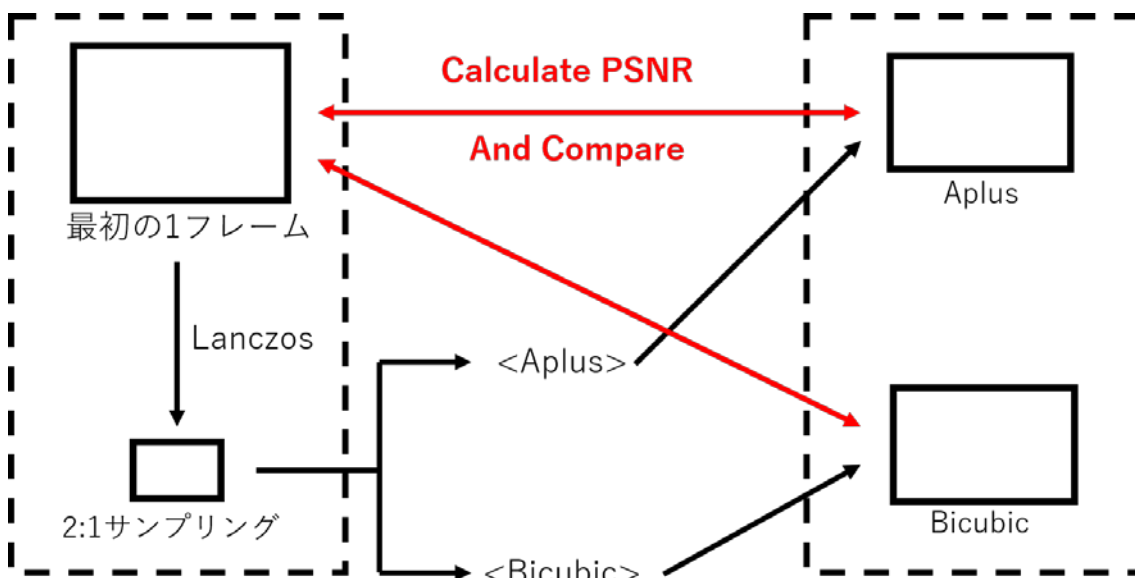 Calculate PSNR
And Compare
最初の1フレーム
Aplus
Lanczos
<Aplus>
2:1サンプリング
Bicubic
<Bicubic>